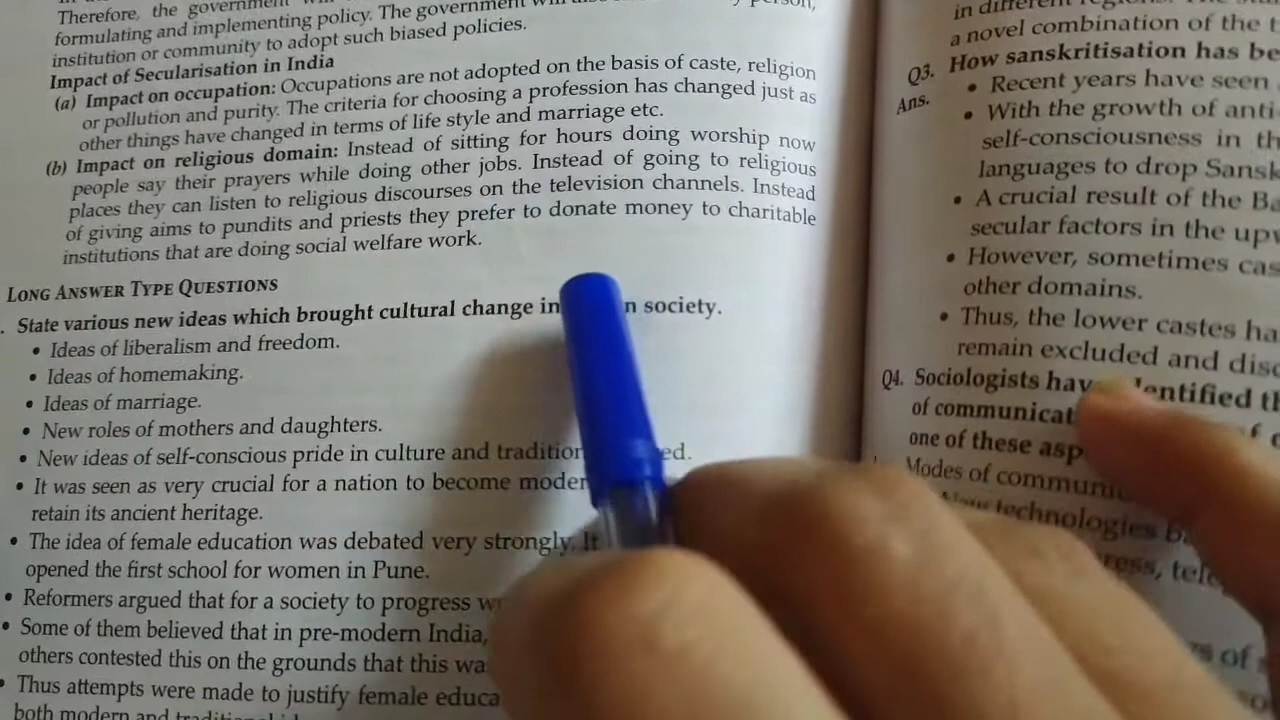 Therefore, the government
formulating and implementing policy. The government will
institution or community to adopt such biased policies.
Impact of Secularisation in India
(a) Impact on occupation: Occupations are not adopted on the basis of caste, religion
or pollution and purity. The criteria for choosing a profession has changed just as
other things have changed in terms of life style and marriage etc.
(b) Impact on religious domain: Instead of sitting for hours doing worship now
people say their prayers while doing other jobs. Instead of going to religious
places they can listen to religious discourses on the television channels. Instead
of giving aims to pundits and priests they prefer to donate money to charitable
institutions that are doing social welfare work.
LONG ANSWER TYPE QUESTIONS
. State various new ideas which brought cultural change in n society.
• Ideas of liberalism and freedom.
• Ideas of homemaking.
• Ideas of marriage.
• New roles of mothers and daughters.
• New ideas of self-conscious pride in culture and tradition ed.
• It was seen as very crucial for a nation to become moder
retain its ancient heritage.
• The idea of female education was debated very strongly. It
opened the first school for women in Pune.
• Reformers argued that for a society to progress
• Some of them believed that in pre-modern India,
others contested this on the grounds that this wa
• Thus attempts were made to justify female educa
both modern and
in different
a novel combination of the t
Q3. How sanskritisation has be
Ans. • Recent years have seen
• With the growth of anti-
self-consciousness in th
languages to drop Sansk
• A crucial result of the Ba
secular factors in the upw
• However, sometimes cas
other domains.
• Thus, the lower castes ha
remain excluded and disc
Q4. Sociologists hav entified th
of communicat
one of these asp
Modes of commun
technologies b
ress, tele
s of